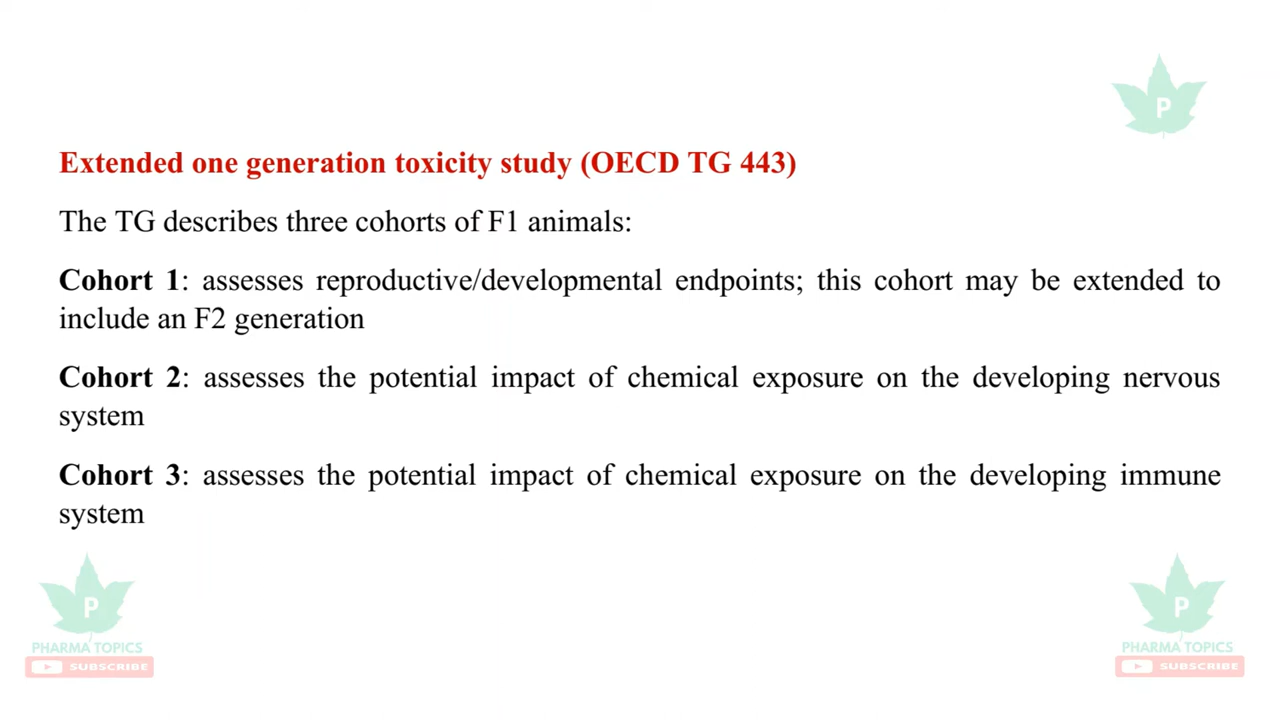 P
Extended one generation toxicity study (OECD TG 443)
The TG describes three cohorts of F1 animals:
Cohort 1: assesses reproductive/developmental endpoints; this cohort may be extended to
include an F2 generation
Cohort 2: assesses the potential impact of chemical exposure on the developing nervous
system
Cohort 3: assesses the potential impact of chemical exposure on the developing immune
system
P
PHARMA TOPICS
SUBSCRIBE
P
PHARMA TOPICS
SUBSCRIBE